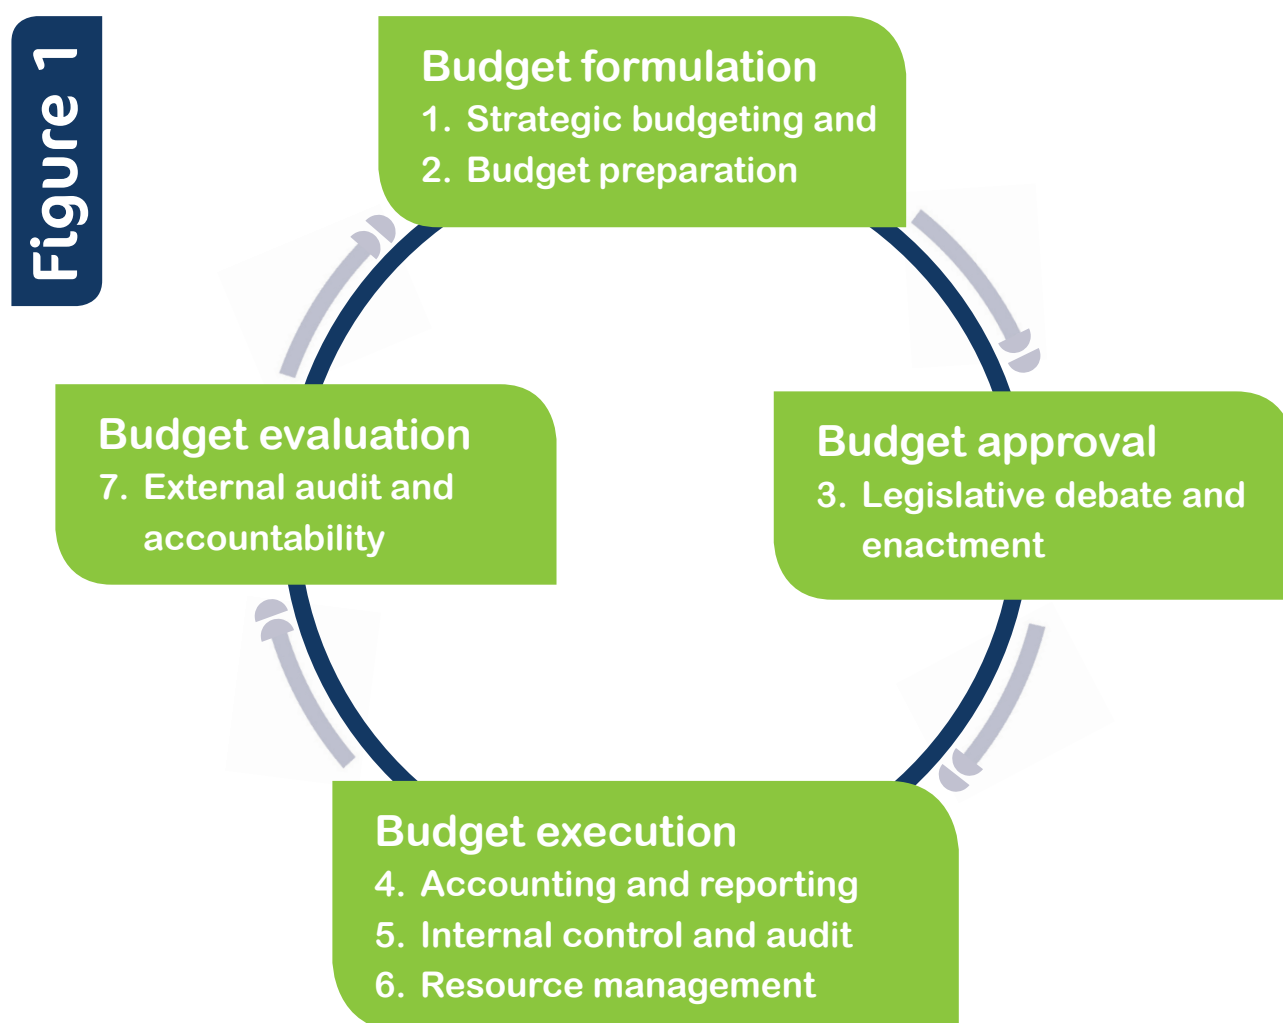 Figure 1
Budget formulation
1. Strategic budgeting and
2. Budget preparation
Budget approval
3. Legislative debate and
enactment
Budget execution
4. Accounting and reporting
5. Internal control and audit
6. Resource management
Budget evaluation
7. External audit and
accountability